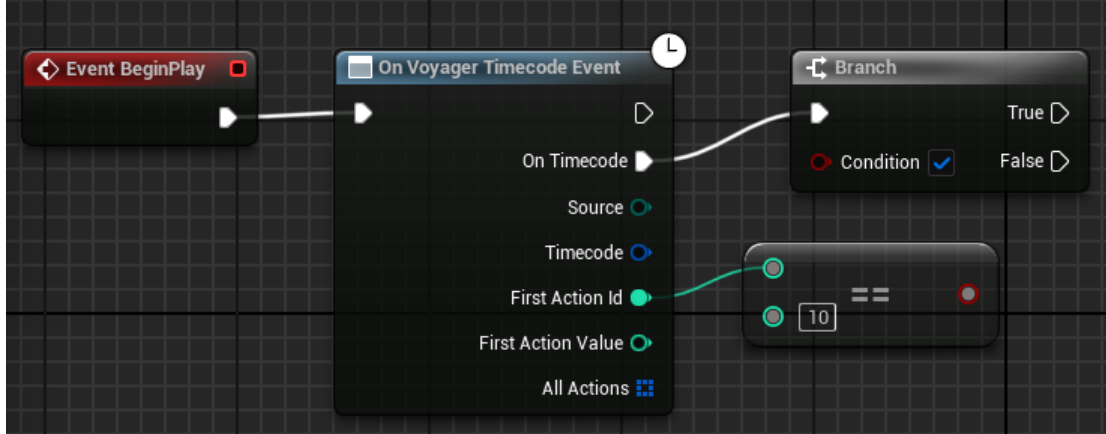 Event BeginPlay
On Voyager Timecode Event
Branch
True
On Timecode
Condition
False
Source
Timecode
First Action Id
==
10
First Action Value
All Actions